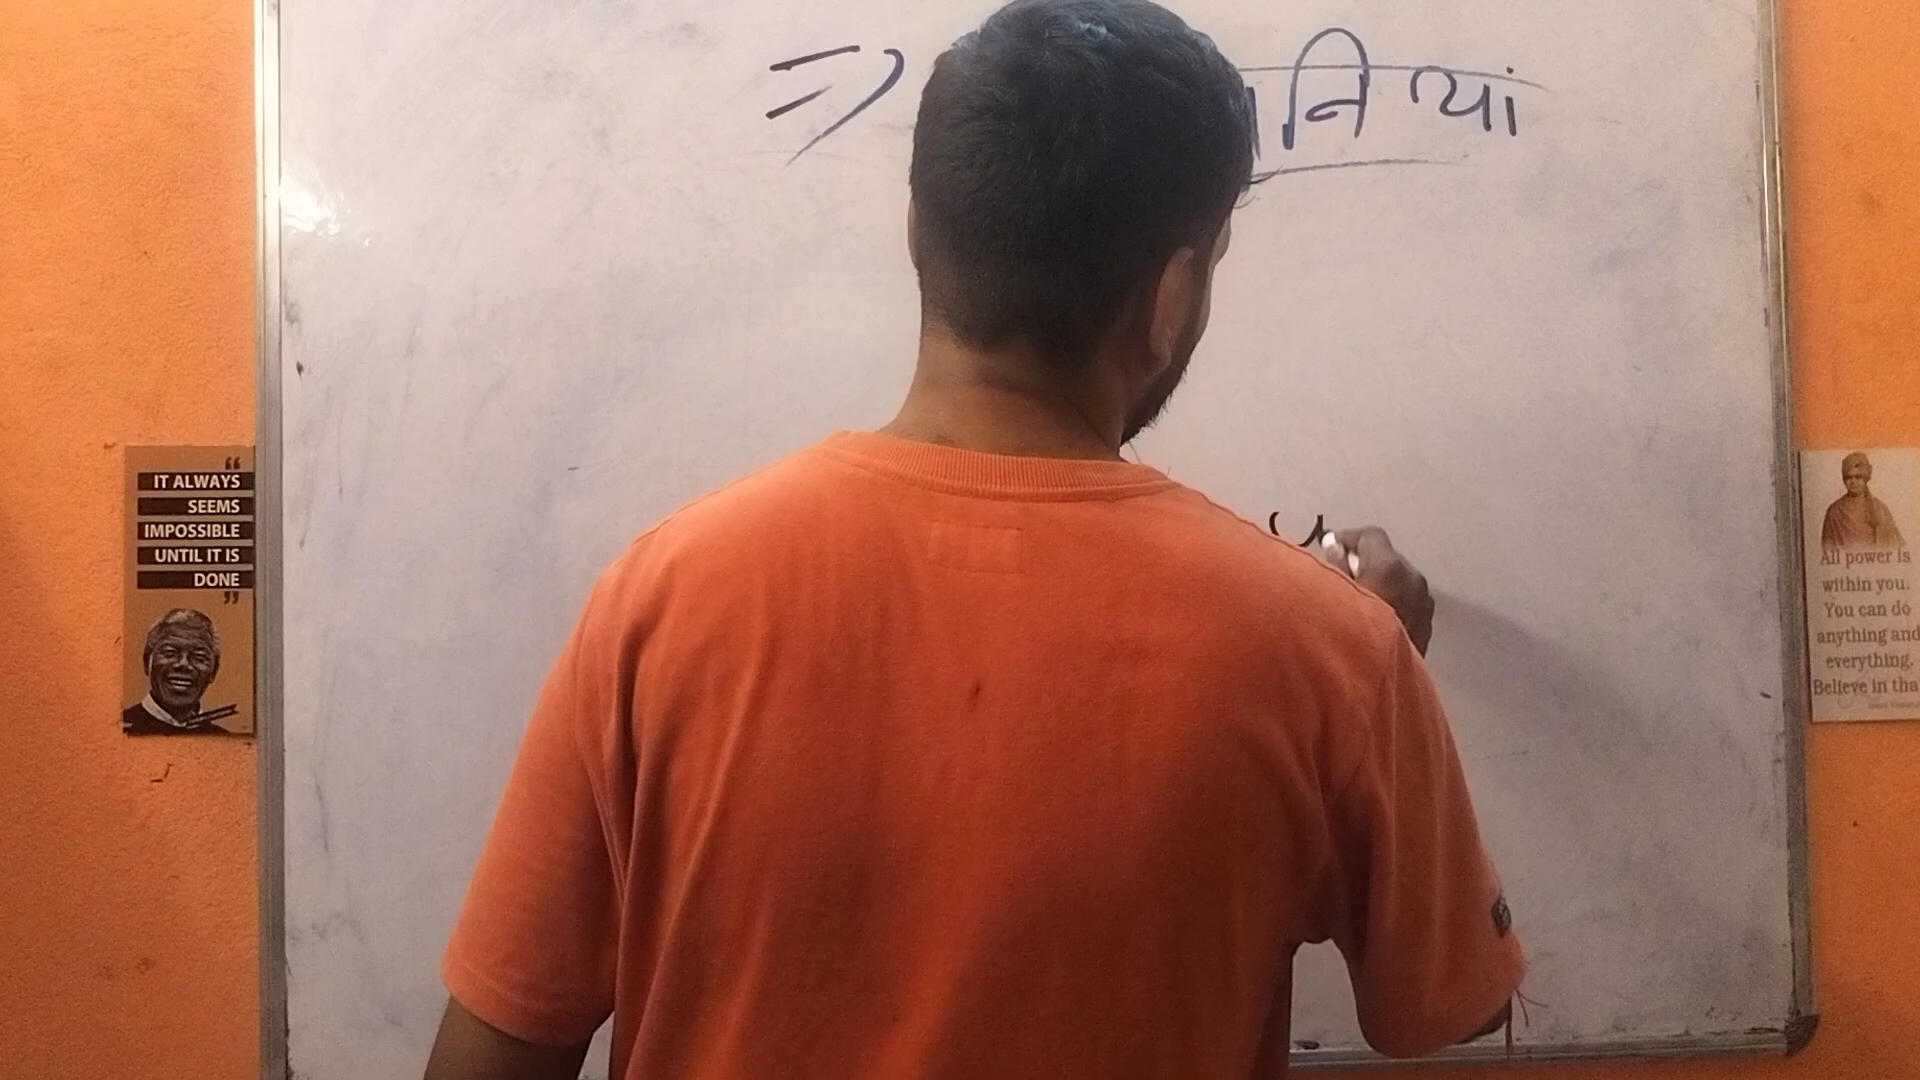 ⇒ नियां
“
IT ALWAYS
SEEMS
IMPOSSIBLE
UNTIL IT IS
DONE
”
All power is
within you.
You can do
anything and
everything.
Believe in tha